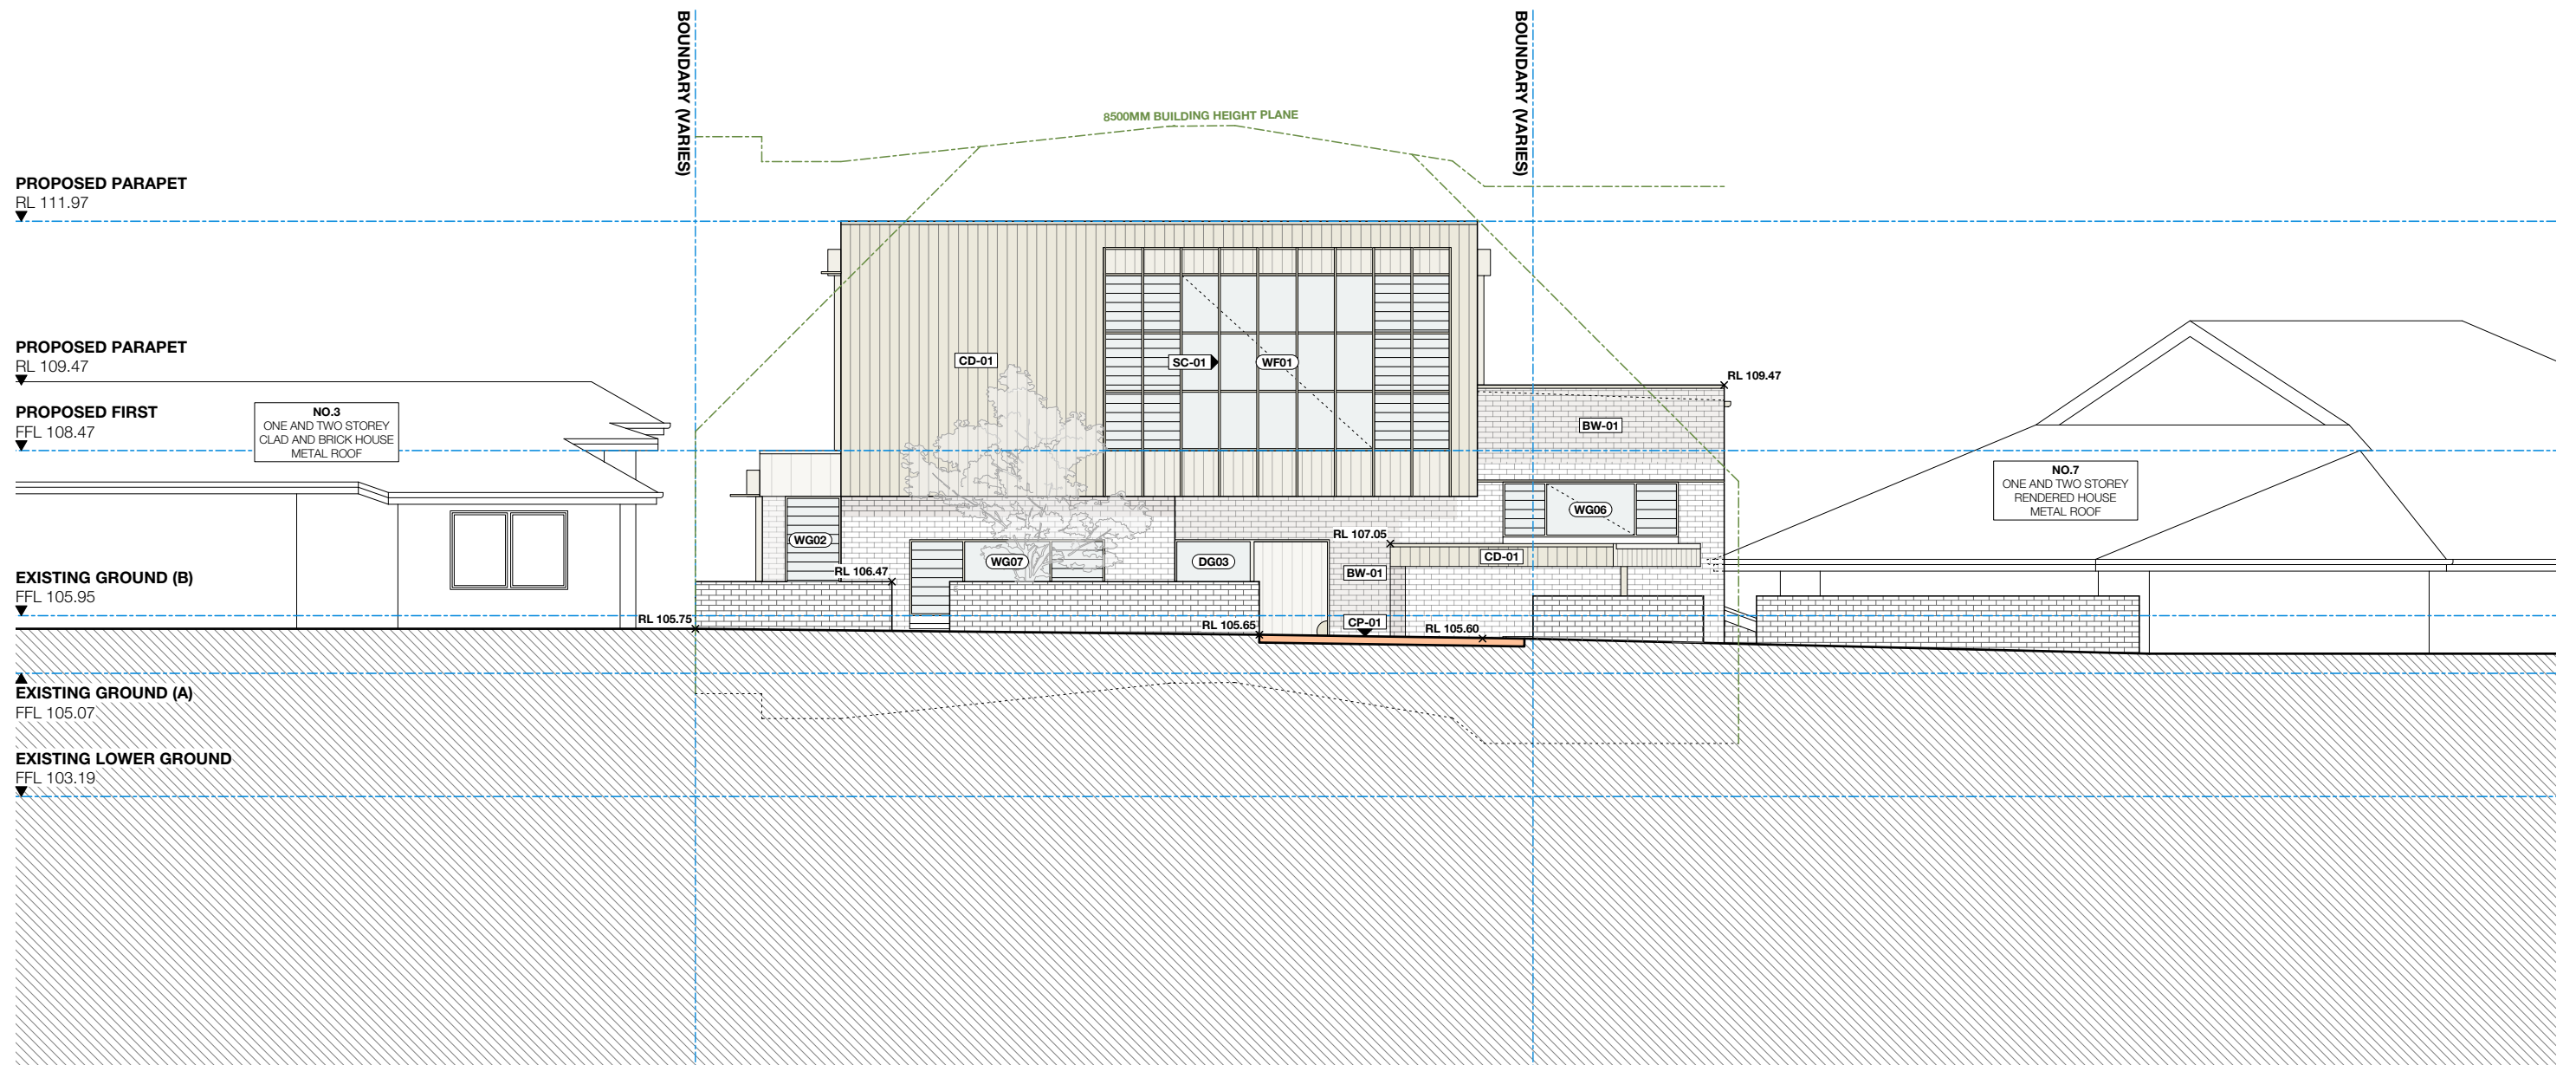 BOUNDARY (VARIES)
BOUNDARY (VARIES)
8500MM BUILDING HEIGHT PLANE
PROPOSED PARAPET
RL 111.97
PROPOSED PARAPET
RL 109.47
PROPOSED FIRST
FFL 108.47
NO.3
ONE AND TWO STOREY
CLAD AND BRICK HOUSE
METAL ROOF
CD-01
SC-01
WF01
RL 109.47
BW-01
NO.7
ONE AND TWO STOREY
RENDERED HOUSE
METAL ROOF
WG06
WG02
RL 107.05
CD-01
WG07
DG03
RL 106.47
BW-01
EXISTING GROUND (B)
FFL 105.95
RL 105.75
RL 105.65
CP-01
RL 105.60
EXISTING GROUND (A)
FFL 105.07
EXISTING LOWER GROUND
FFL 103.19